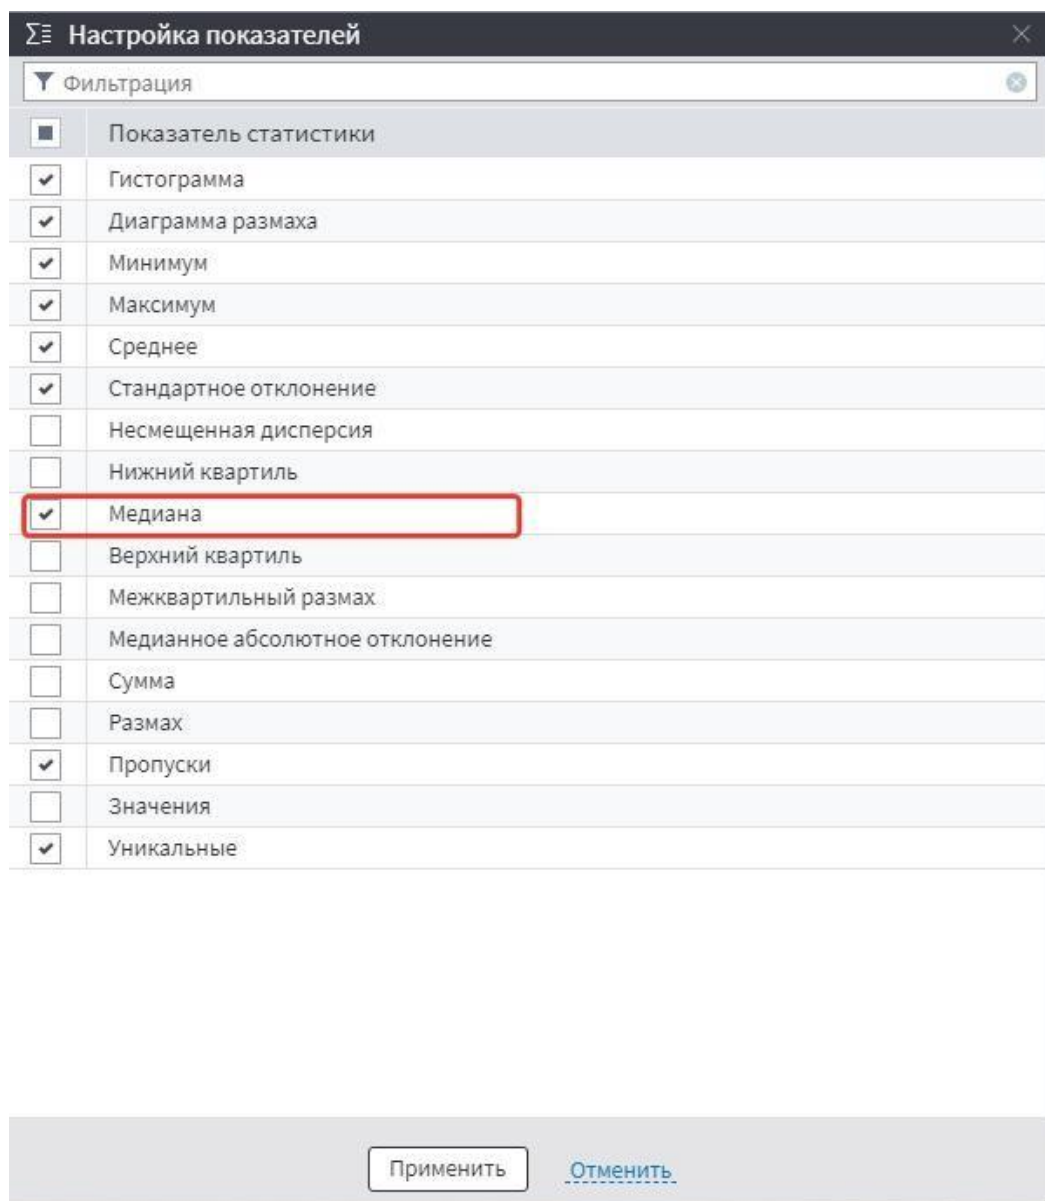 Настройка показателей
Фильтрация
Показатель статистики
Гистограмма
Диаграмма размаха
Минимум
Максимум
Среднее
Стандартное отклонение
Несмещенная дисперсия
Нижний квартиль
Медиана
Верхний квартиль
Межквартильный размах
Медианное абсолютное отклонение
Сумма
Размах
Пропуски
Значения
Уникальные
Применить Отменить